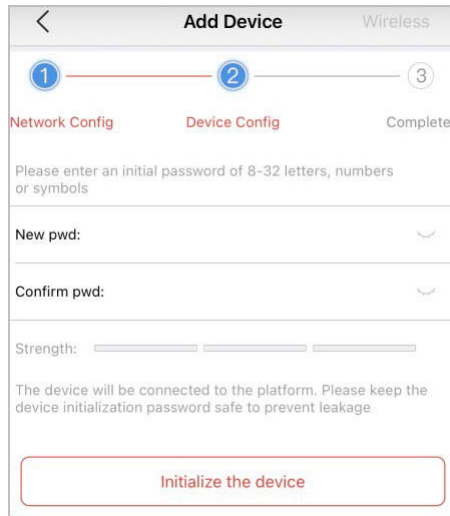 Add Device
Wireless
1
2
3
Network Config
Device Config
Complete
Please enter an initial password of 8-32 letters, numbers
or symbols
New pwd:
Confirm pwd:
Strength:
The device will be connected to the platform. Please keep the
device initialization password safe to prevent leakage
Initialize the device